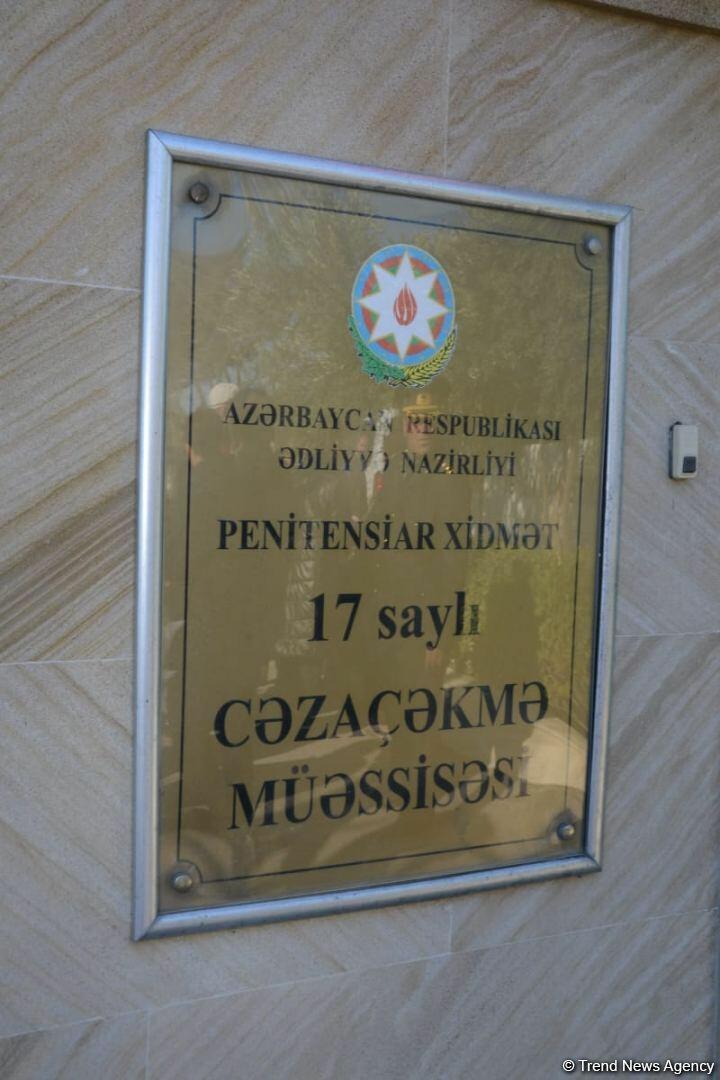 AZƏRBAYCAN RESPUBLİKASI
ƏDLİYYƏ NAZİRLİYİ
PENİTENSİAR XİDMƏT
17 saylı
CƏZAÇƏKMƏ
MÜƏSSİSƏSİ
© Trend News Agency